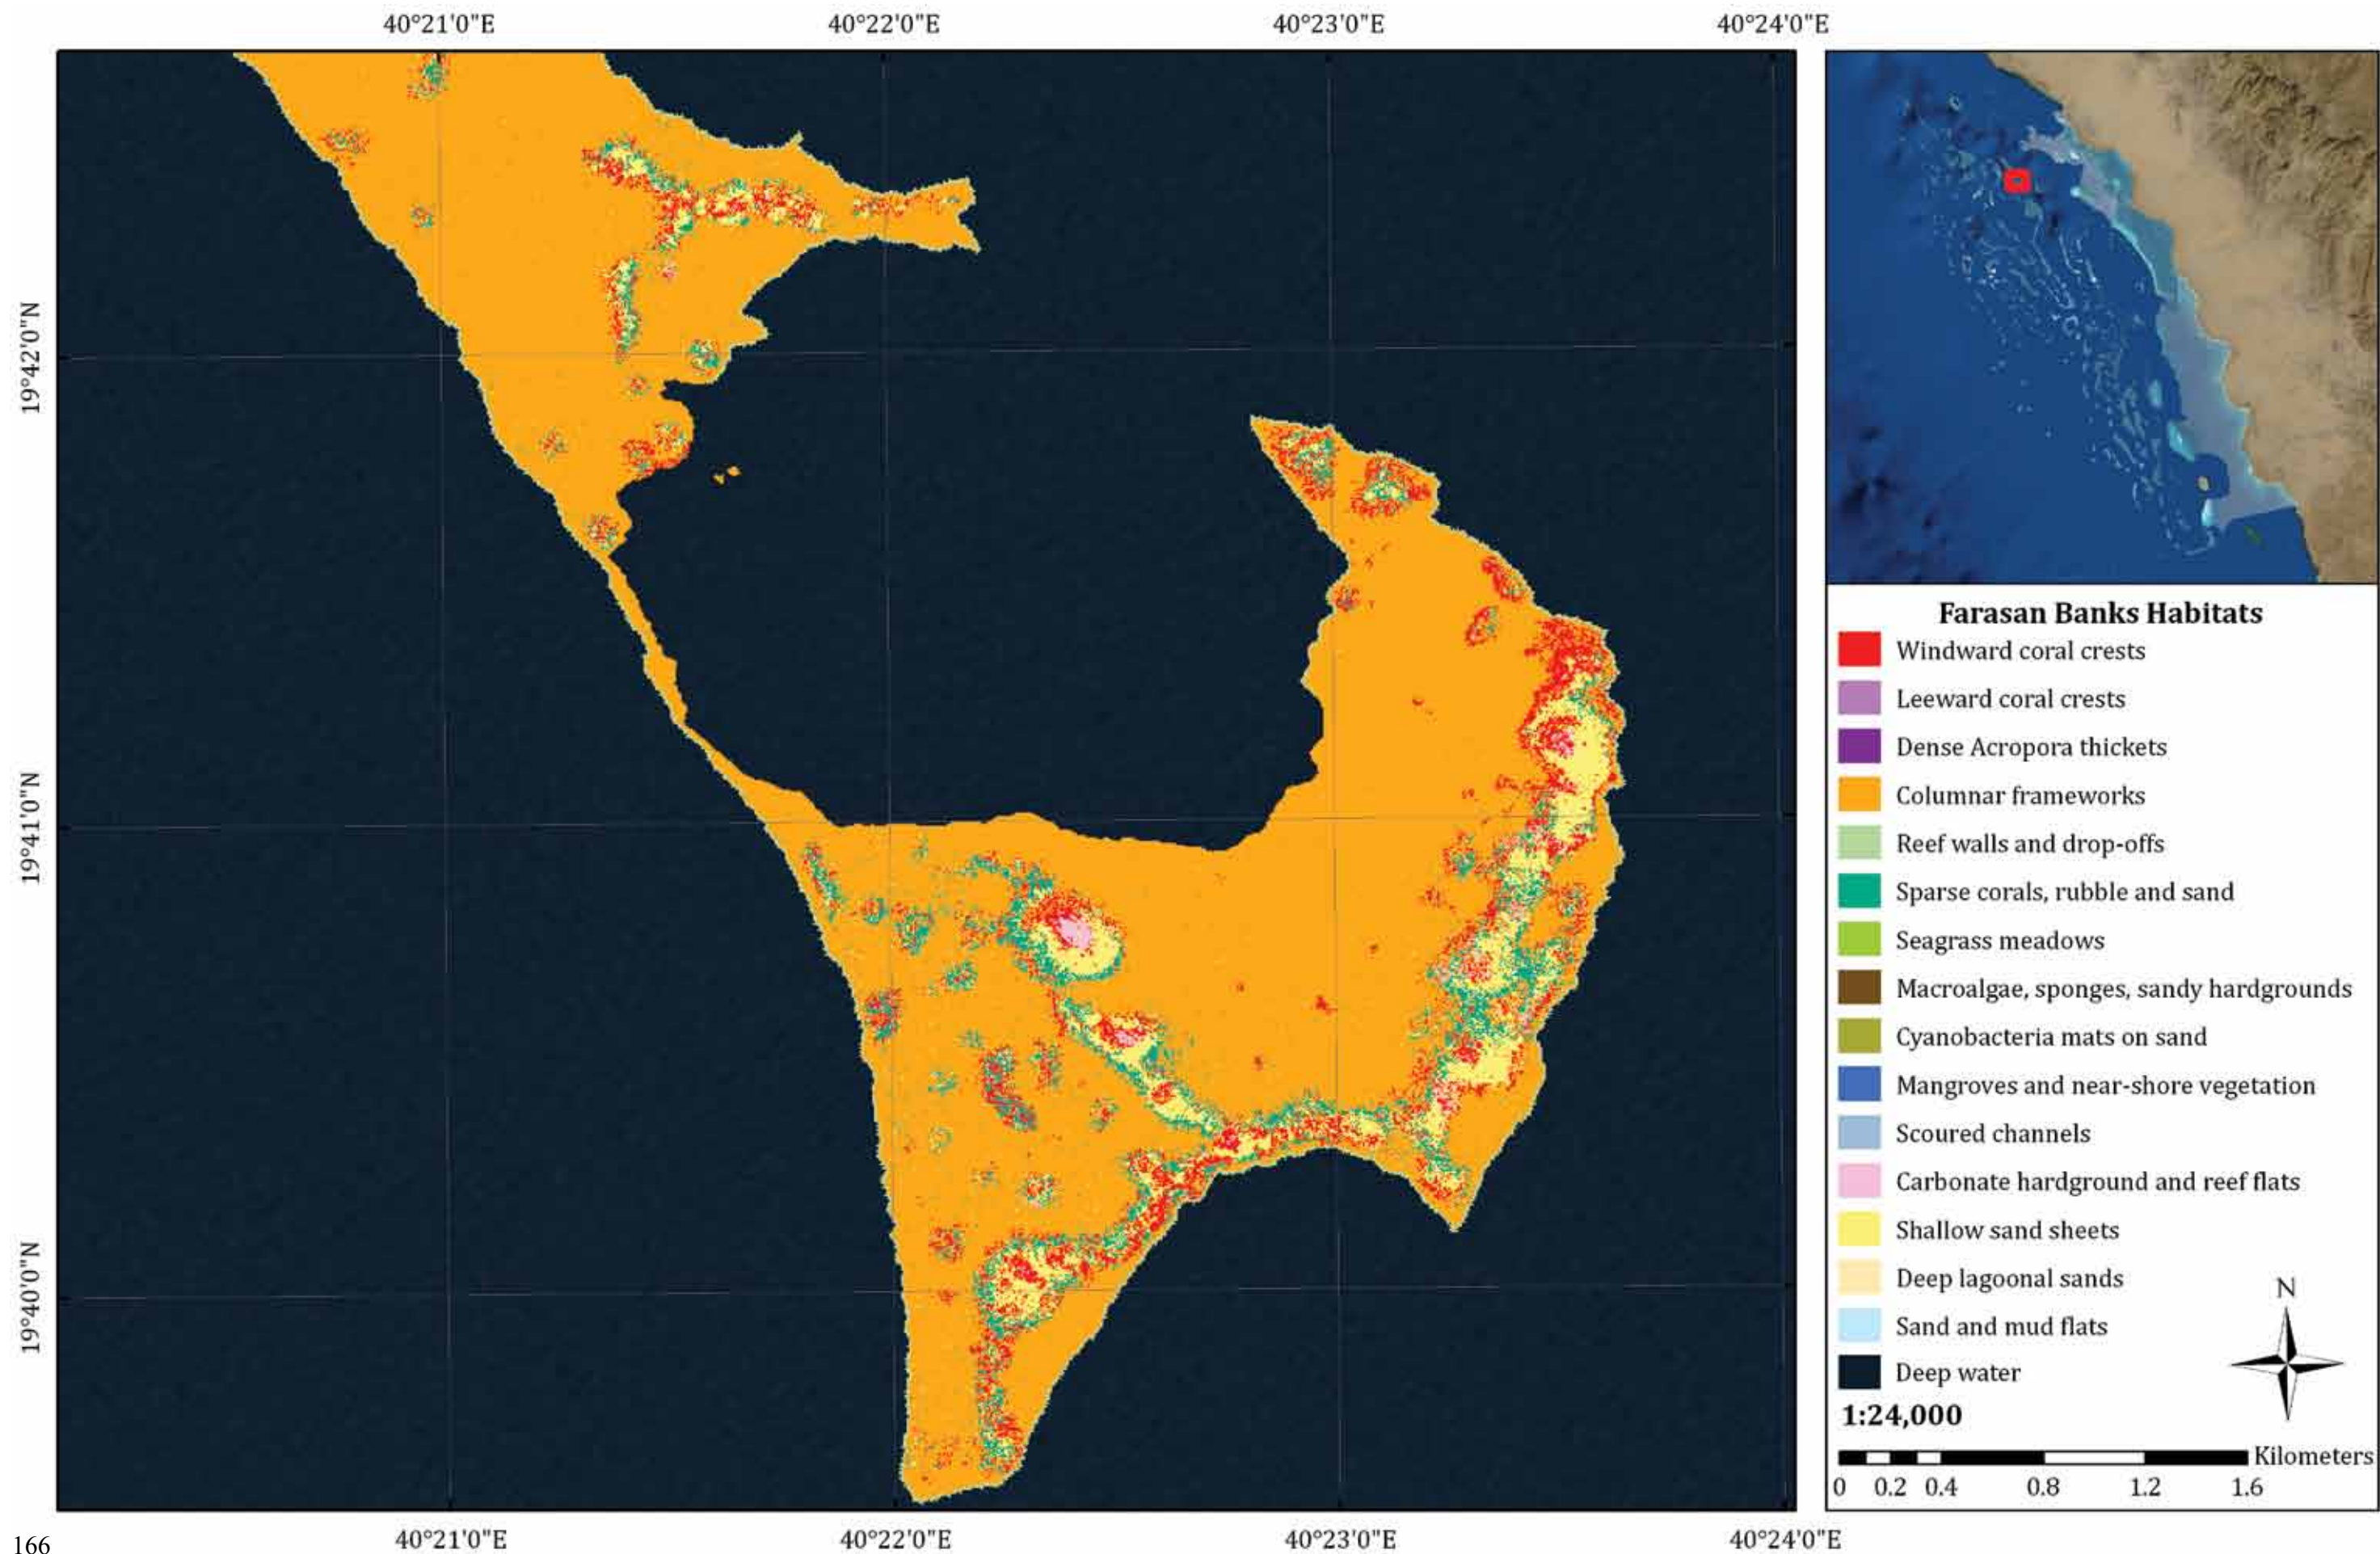 40°21'0"E 40°22'0"E 40°23'0"E 40°24'0"E
19°42'0"N
19°41'0"N
19°40'0"N
40°21'0"E 40°22'0"E 40°23'0"E 40°24'0"E
166
Farasan Banks Habitats
Windward coral crests
Leeward coral crests
Dense Acropora thickets
Columnar frameworks
Reef walls and drop-offs
Sparse corals, rubble and sand
Seagrass meadows
Macroalgae, sponges, sandy hardgrounds
Cyanobacteria mats on sand
Mangroves and near-shore vegetation
Scoured channels
Carbonate hardground and reef flats
Shallow sand sheets
Deep lagoonal sands
Sand and mud flats
Deep water
N
1:24,000
Kilometers
0 0.2 0.4 0.8 1.2 1.6